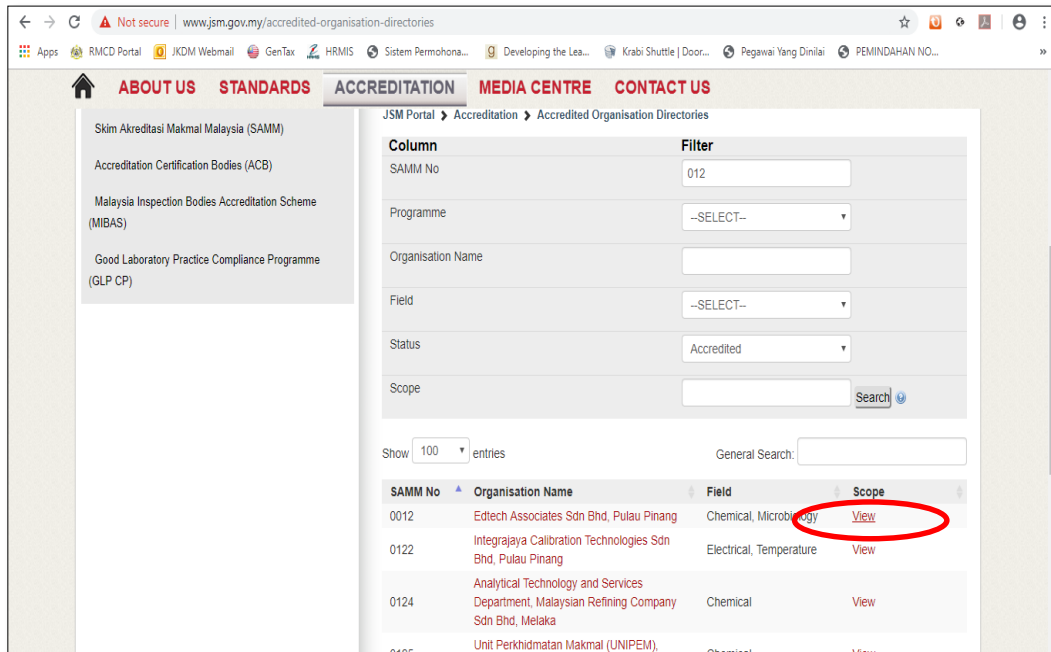 Not secure | www.jsm.gov.my/accredited-organisation-directories
Apps RMCD Portal JKDM Webmail GenTax HRMIS Sistem Permohona... Developing the Lea... Krabi Shuttle | Door... Pegawai Yang Dinilai PEMINDAHAN NO... »
ABOUT US STANDARDS ACCREDITATION MEDIA CENTRE CONTACT US
JSM Portal ❯ Accreditation ❯ Accredited Organisation Directories
Skim Akreditasi Makmal Malaysia (SAMM)
Accreditation Certification Bodies (ACB)
Malaysia Inspection Bodies Accreditation Scheme
(MIBAS)
Good Laboratory Practice Compliance Programme
(GLP CP)
Column Filter
SAMM No 012
Programme --SELECT--
Organisation Name
Field --SELECT--
Status Accredited
Scope Search
Show 100 entries General Search:
SAMM No Organisation Name Field Scope
0012 Edtech Associates Sdn Bhd, Pulau Pinang Chemical, Microbiology View
0122 Integrajaya Calibration Technologies Sdn
Bhd, Pulau Pinang Electrical, Temperature View
Analytical Technology and Services
0124 Department, Malaysian Refining Company Chemical View
Sdn Bhd, Melaka
Unit Perkhidmatan Makmal (UNIPEM),
Chemical View